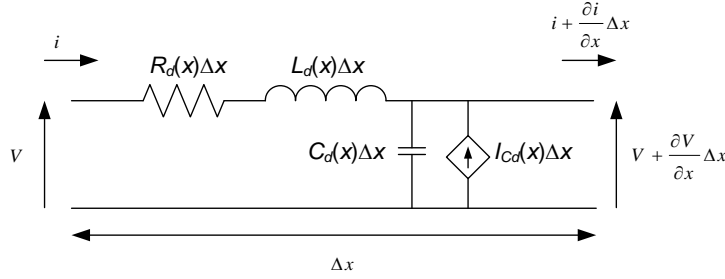 i
i + ∂i/∂x Δx
R_d(x)Δx
L_d(x)Δx
V
C_d(x)Δx
I_Cd(x)Δx
V + ∂V/∂x Δx
Δx